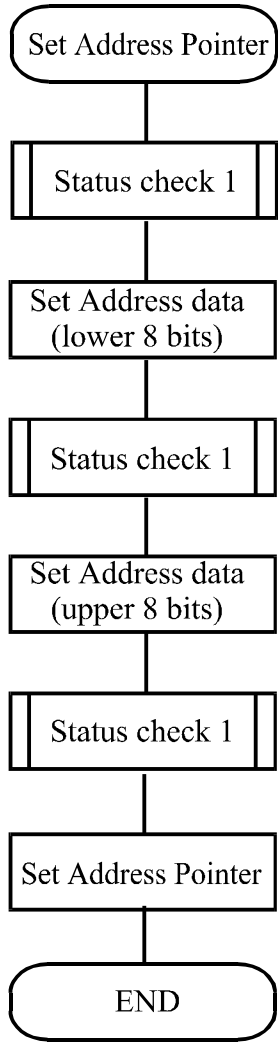 Set Address Pointer
Status check 1
Set Address data
(lower 8 bits)
Status check 1
Set Address data
(upper 8 bits)
Status check 1
Set Address Pointer
END